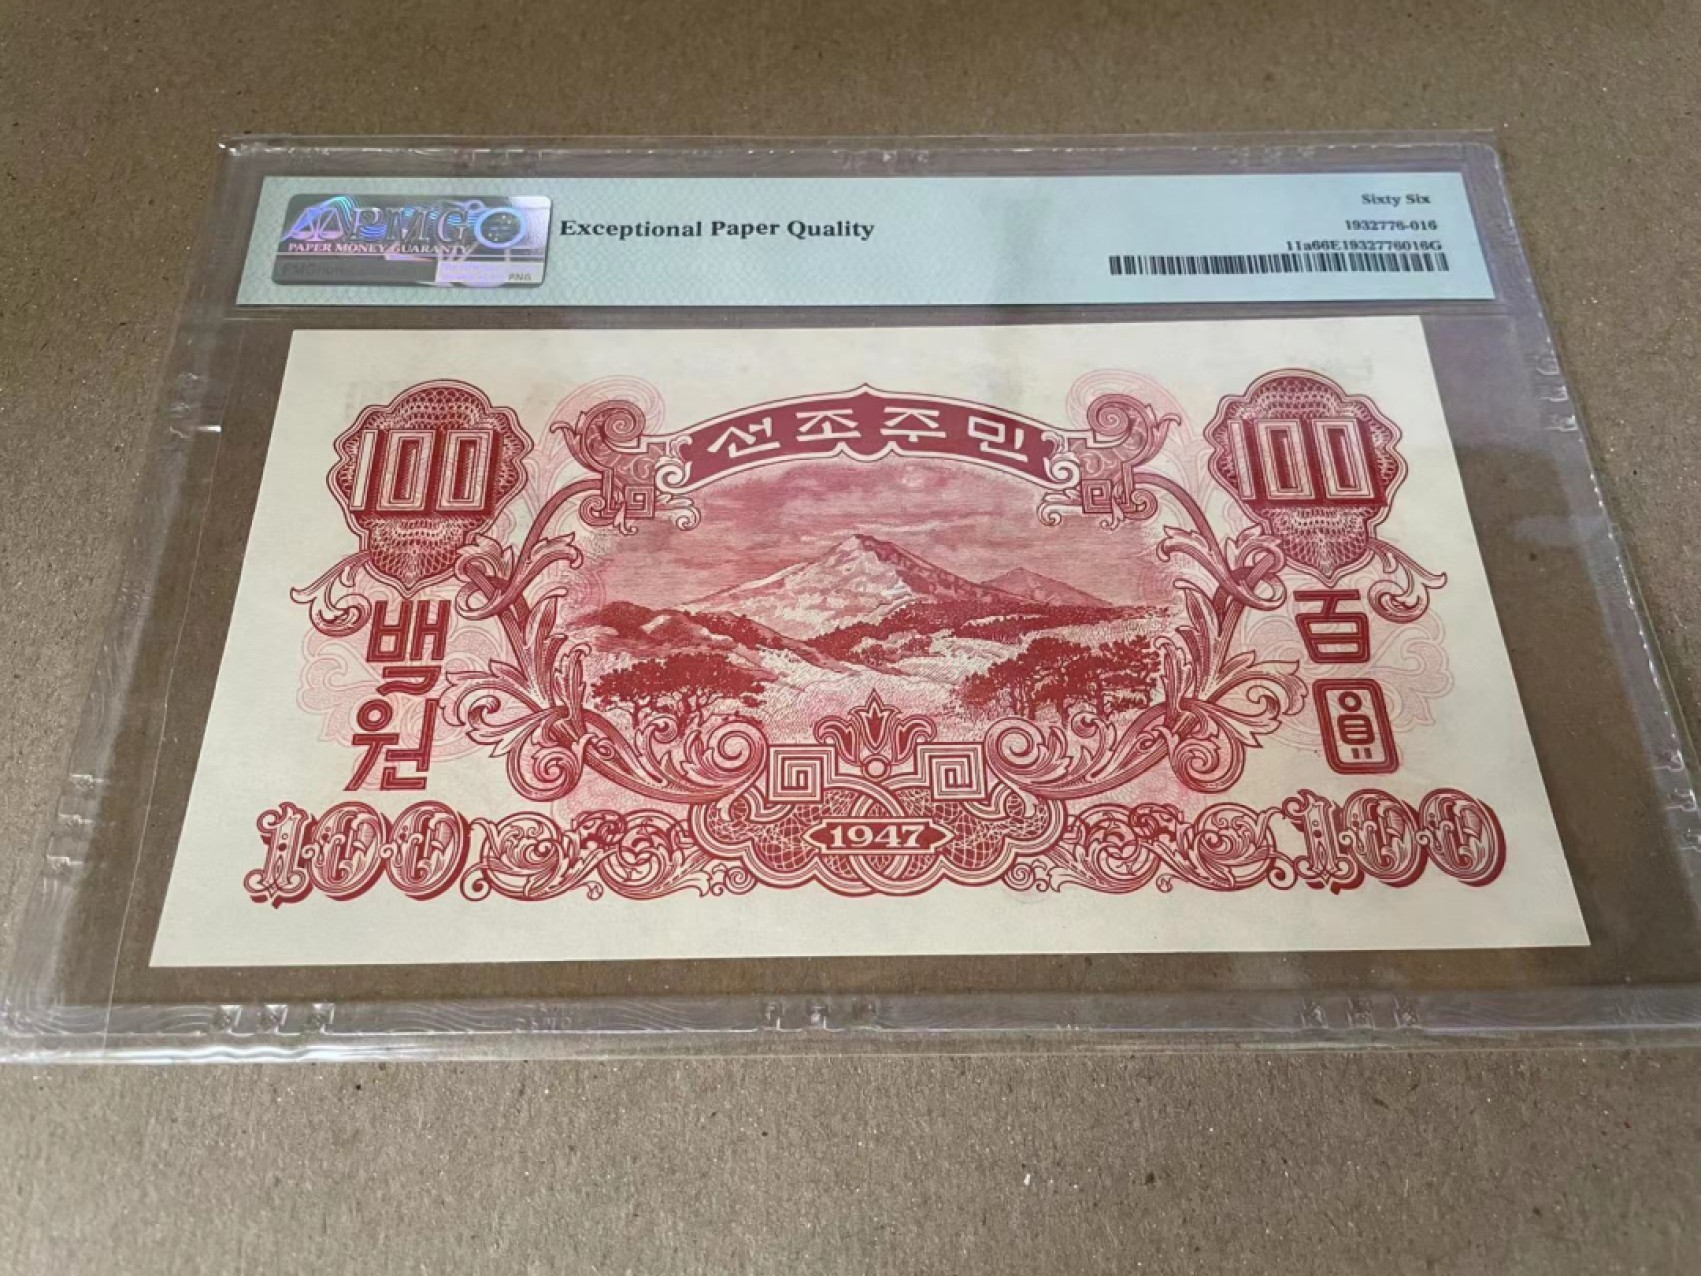 PMG
PAPER MONEY GUARANTY
Exceptional Paper Quality
Sixty Six
1932776-016
11a66E1932776016G
선조주민
100
100
백
원
百
圓
100
1947
100